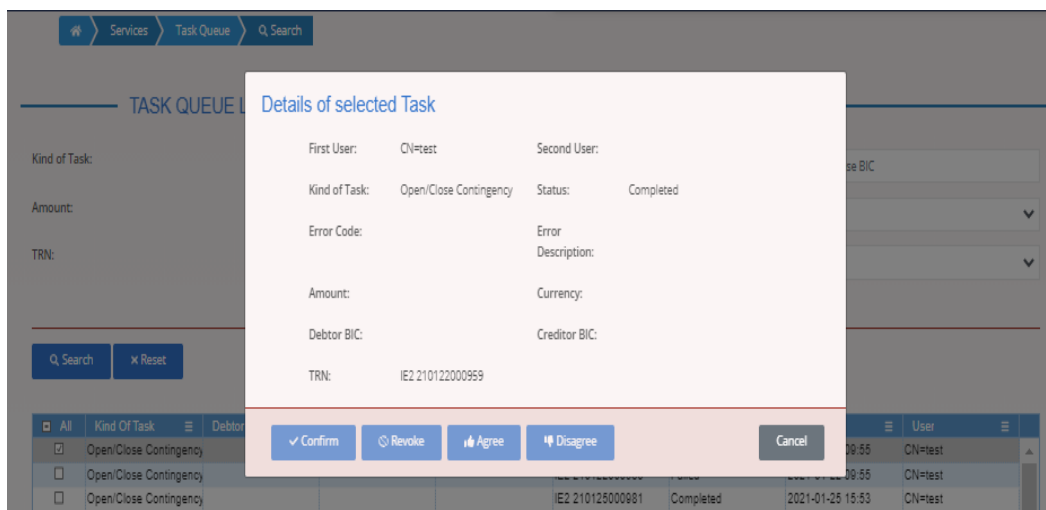 Services Task Queue Search
TASK QUEUE L
Details of selected Task
First User: CN=test Second User:
Kind of Task: se BIC
Kind of Task: Open/Close Contingency Status: Completed
Amount:
Error Code: Error
Description:
TRN:
Amount: Currency:
Debtor BIC: Creditor BIC:
Search Reset
TRN: IE2 210122000959
All Kind Of Task Debtor User
Confirm Revoke Agree Disagree Cancel
Open/Close Contingency 09:55 CN=test
Open/Close Contingency 09:55 CN=test
Open/Close Contingency IE2 210125000981 Completed 2021-01-25 15:53 CN=test